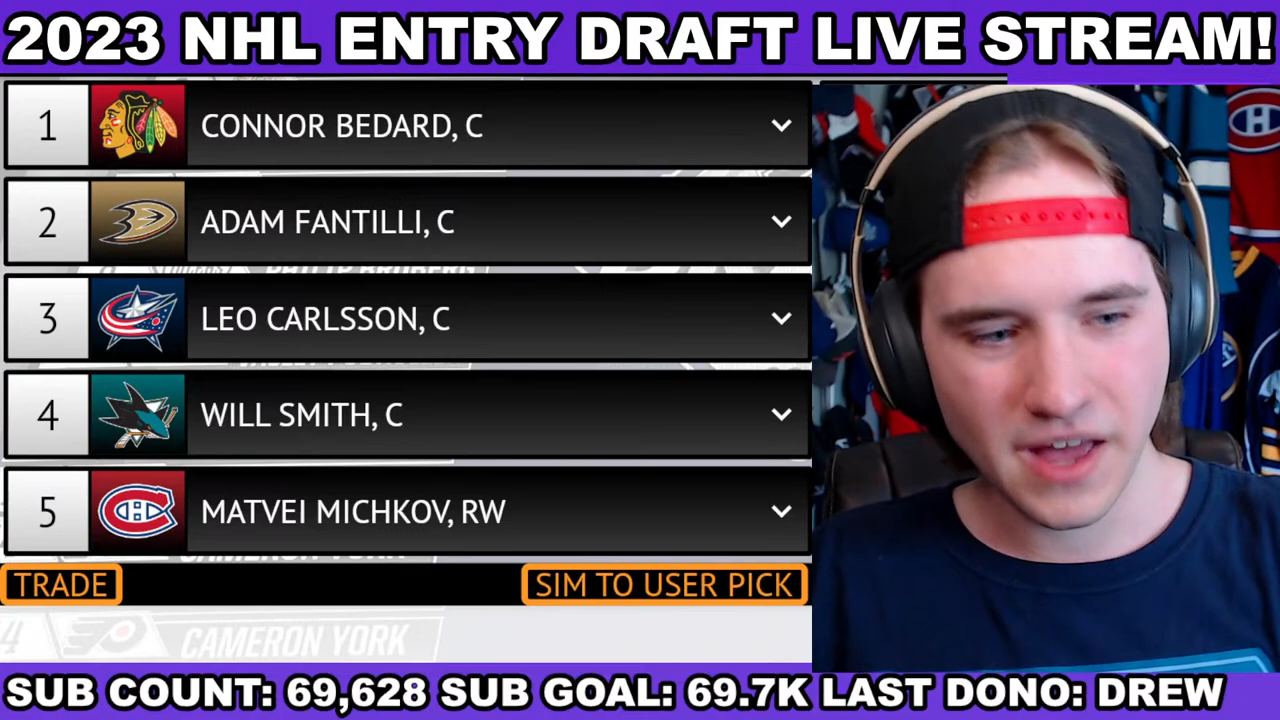 2023 NHL ENTRY DRAFT LIVE STREAM!
1 CONNOR BEDARD, C
2 ADAM FANTILLI, C
3 LEO CARLSSON, C
4 WILL SMITH, C
5 MATVEI MICHKOV, RW
TRADE SIM TO USER PICK
4 CAMERON YORK
SUB COUNT: 69,628 SUB GOAL: 69.7K LAST DONO: DREW